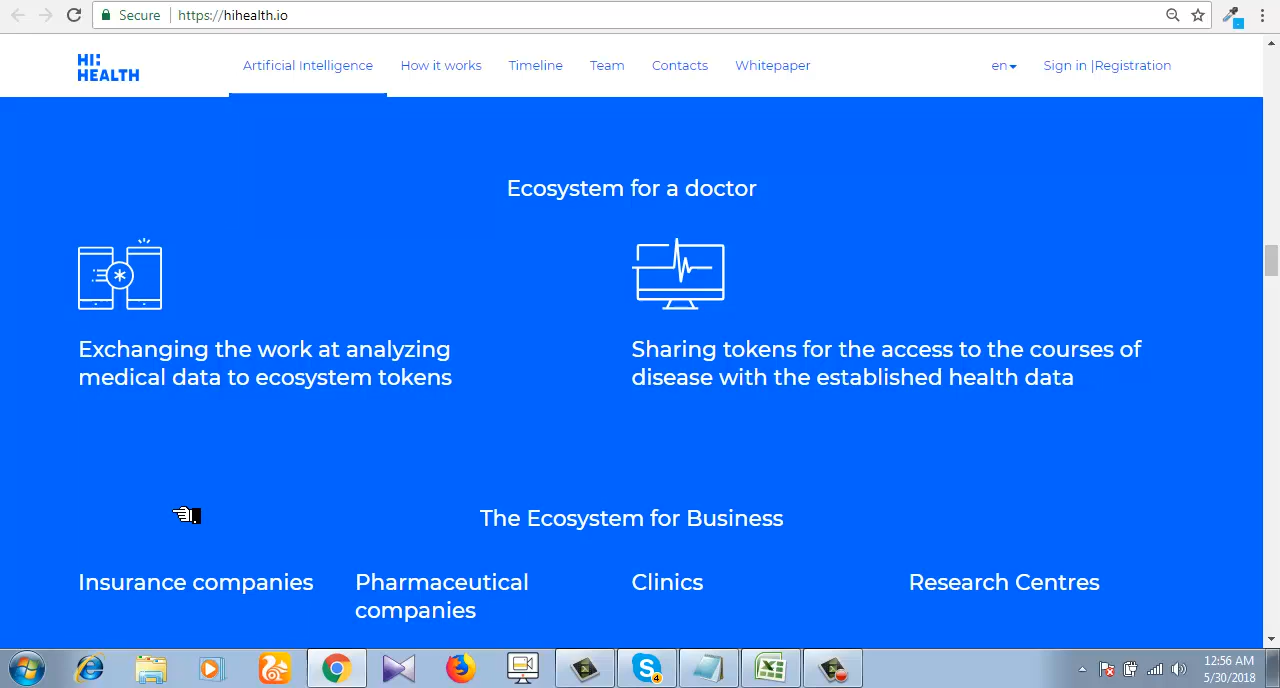 Secure https://hihealth.io
HI:
HEALTH
Artificial Intelligence How it works Timeline Team Contacts Whitepaper en Sign in |Registration
Ecosystem for a doctor
Exchanging the work at analyzing
medical data to ecosystem tokens
Sharing tokens for the access to the courses of
disease with the established health data
The Ecosystem for Business
Insurance companies
Pharmaceutical
companies
Clinics
Research Centres
4
12:56 AM
5/30/2018